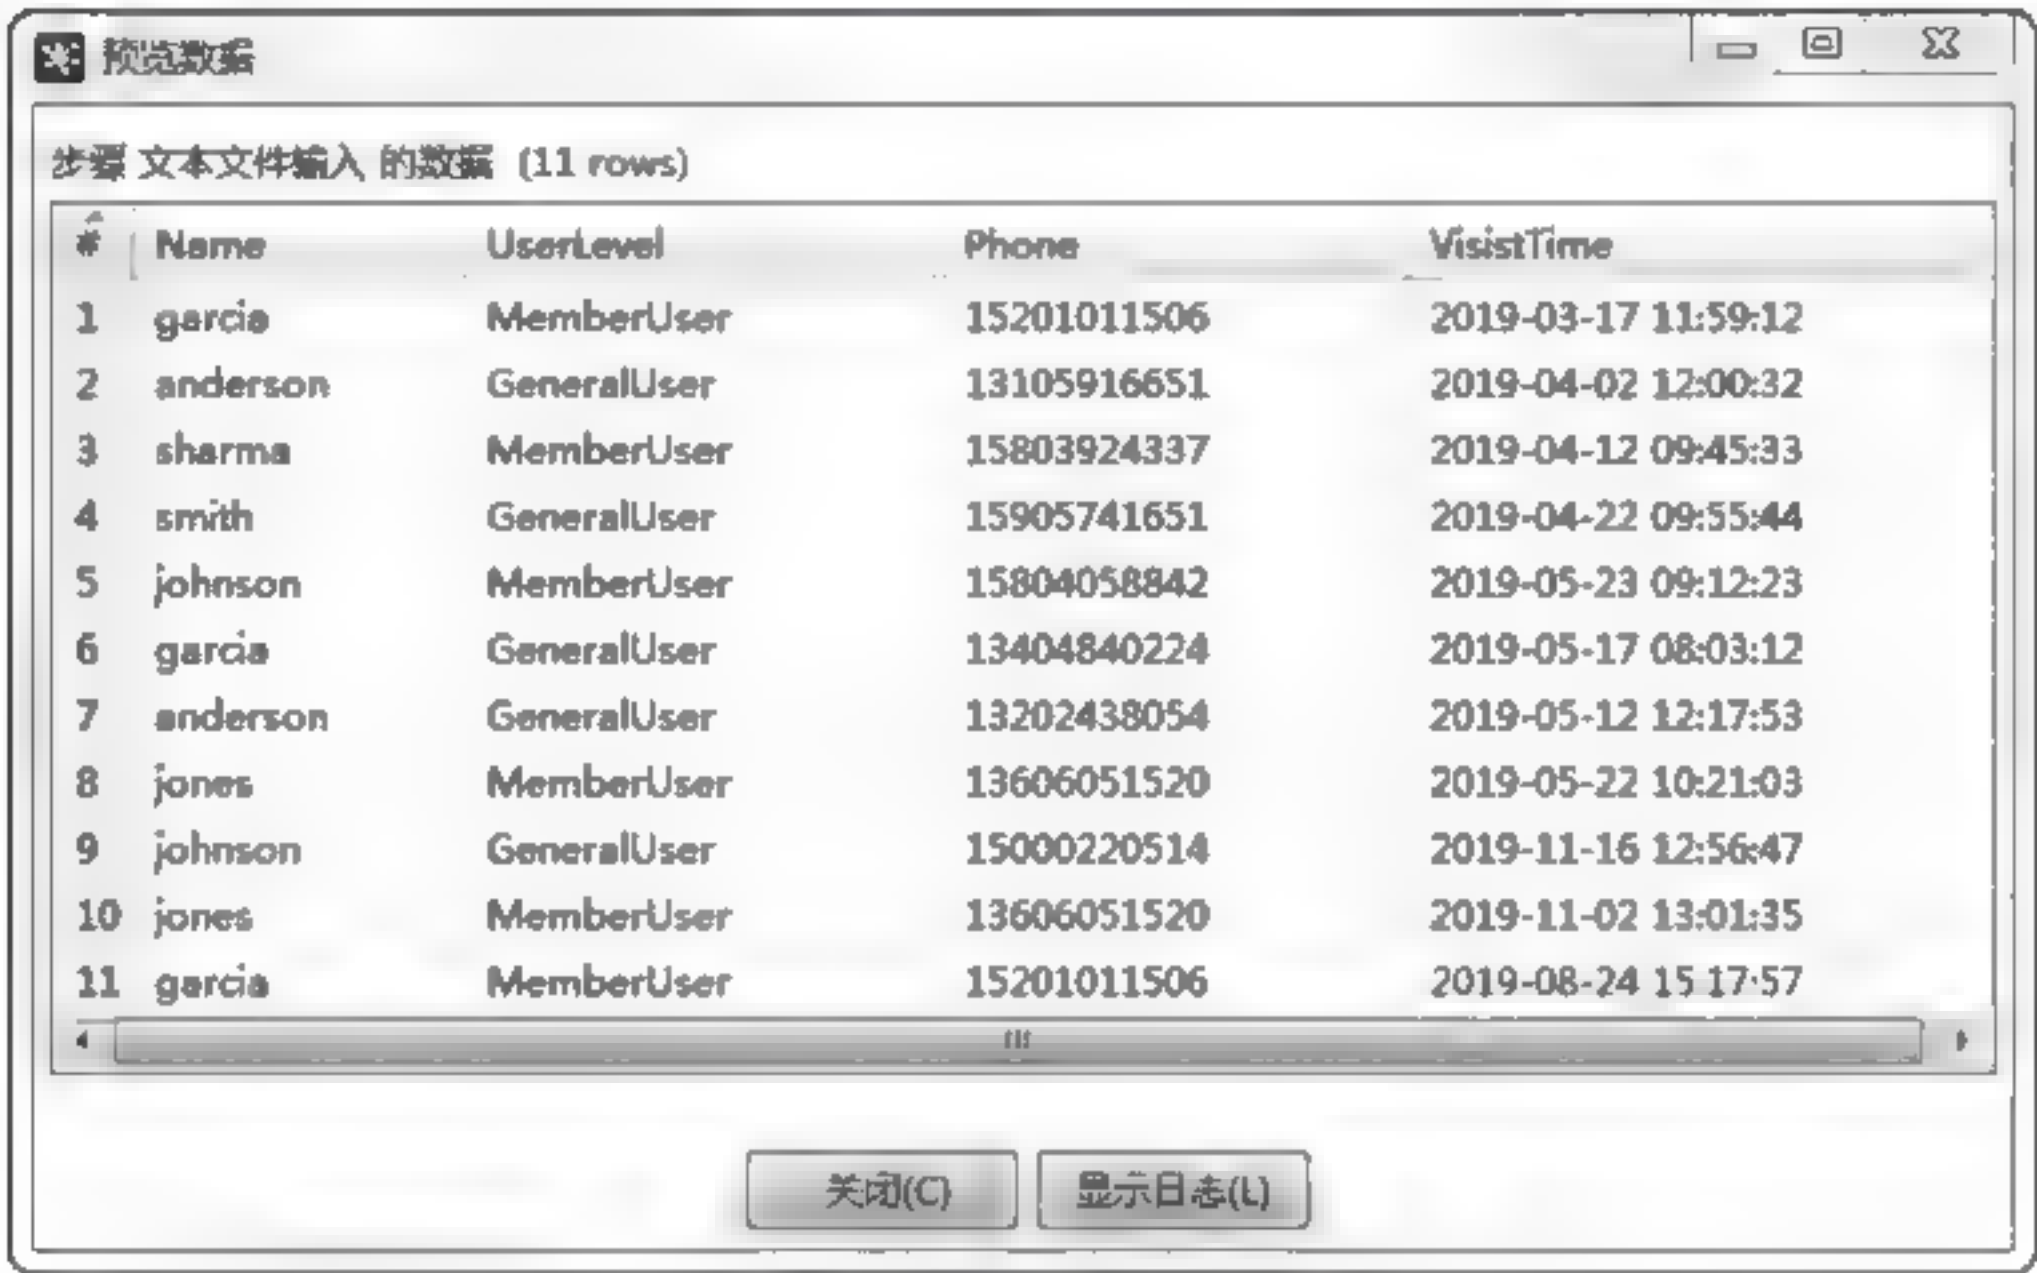 预览数据
步骤 文本文件输入 的数据 (11 rows)
# Name UserLevel Phone VisistTime
1 garcia MemberUser 15201011506 2019-03-17 11:59:12
2 anderson GeneralUser 13105916651 2019-04-02 12:00:32
3 sharma MemberUser 15803924337 2019-04-12 09:45:33
4 smith GeneralUser 15905741651 2019-04-22 09:55:44
5 johnson MemberUser 15804058842 2019-05-23 09:12:23
6 garcia GeneralUser 13404840224 2019-05-17 08:03:12
7 anderson GeneralUser 13202438054 2019-05-12 12:17:53
8 jones MemberUser 13606051520 2019-05-22 10:21:03
9 johnson GeneralUser 15000220514 2019-11-16 12:56:47
10 jones MemberUser 13606051520 2019-11-02 13:01:35
11 garcia MemberUser 15201011506 2019-08-24 15:17:57
关闭(C) 显示日志(L)